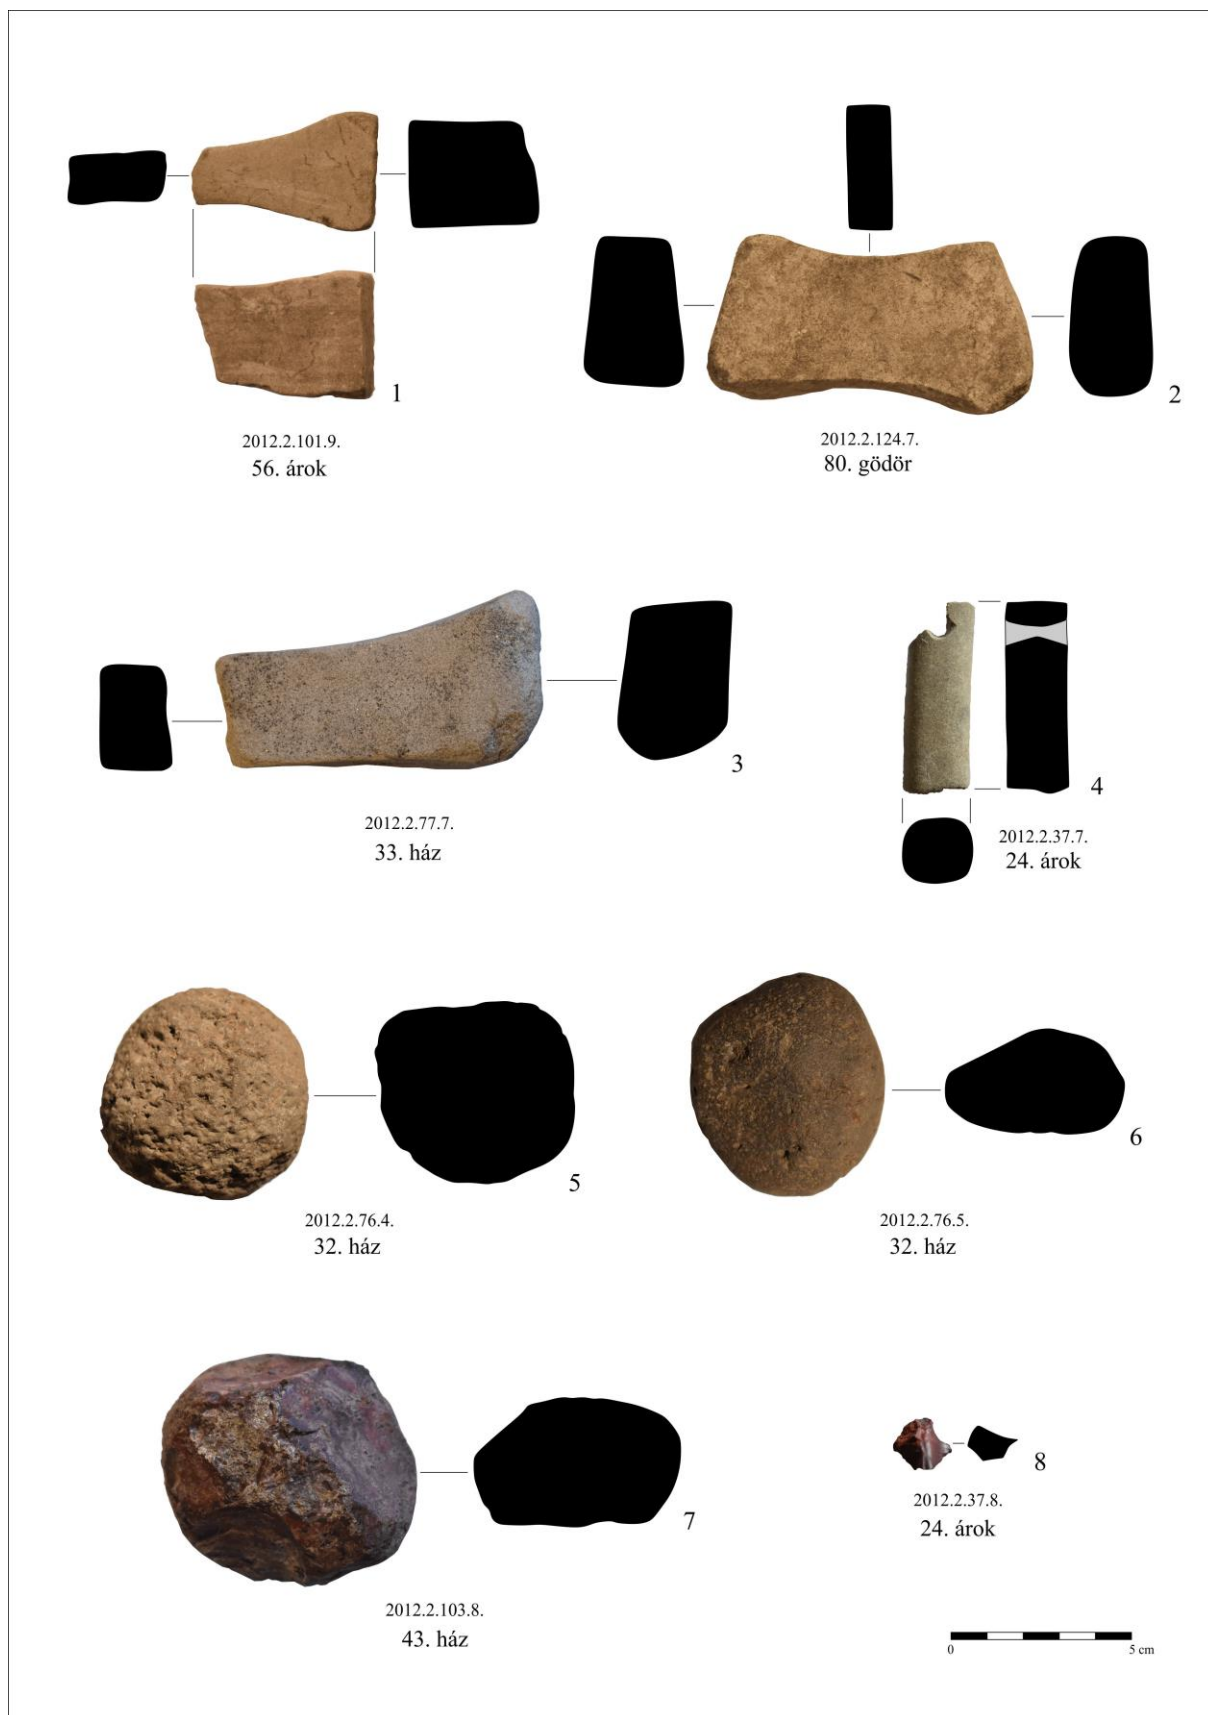 1
2012.2.101.9.
56. árok
2
2012.2.124.7.
80. gödör
3
2012.2.77.7.
33. ház
4
2012.2.37.7.
24. árok
5
2012.2.76.4.
32. ház
6
2012.2.76.5.
32. ház
7
2012.2.103.8.
43. ház
8
2012.2.37.8.
24. árok
0 5 cm